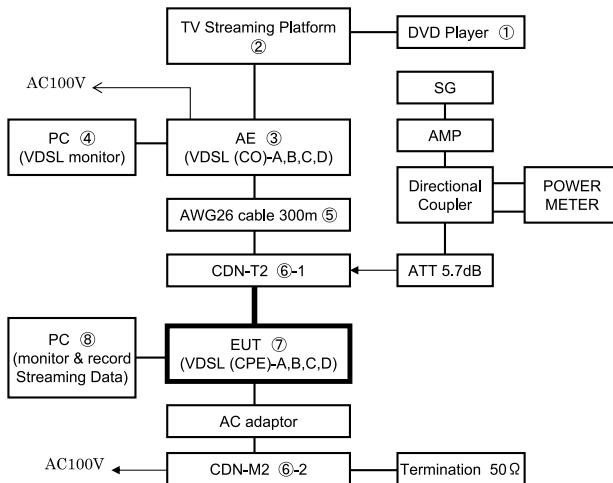 TV Streaming Platform
②
DVD Player ①
AC100V
SG
PC ④
(VDSL monitor)
AE ③
(VDSL (CO)-A,B,C,D)
AMP
Directional
Coupler
POWER
METER
AWG26 cable 300m ⑤
CDN-T2 ⑥-1
ATT 5.7dB
PC ⑧
(monitor & record
Streaming Data)
EUT ⑦
(VDSL (CPE)-A,B,C,D)
AC adaptor
AC100V
CDN-M2 ⑥-2
Termination 50Ω